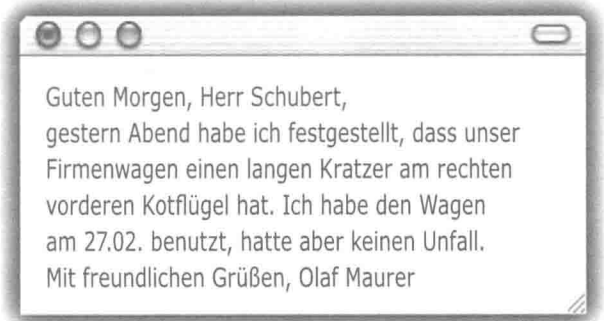 Guten Morgen, Herr Schubert,
gestern Abend habe ich festgestellt, dass unser
Firmenwagen einen langen Kratzer am rechten
vorderen Kotflügel hat. Ich habe den Wagen
am 27.02. benutzt, hatte aber keinen Unfall.
Mit freundlichen Grüßen, Olaf Maurer